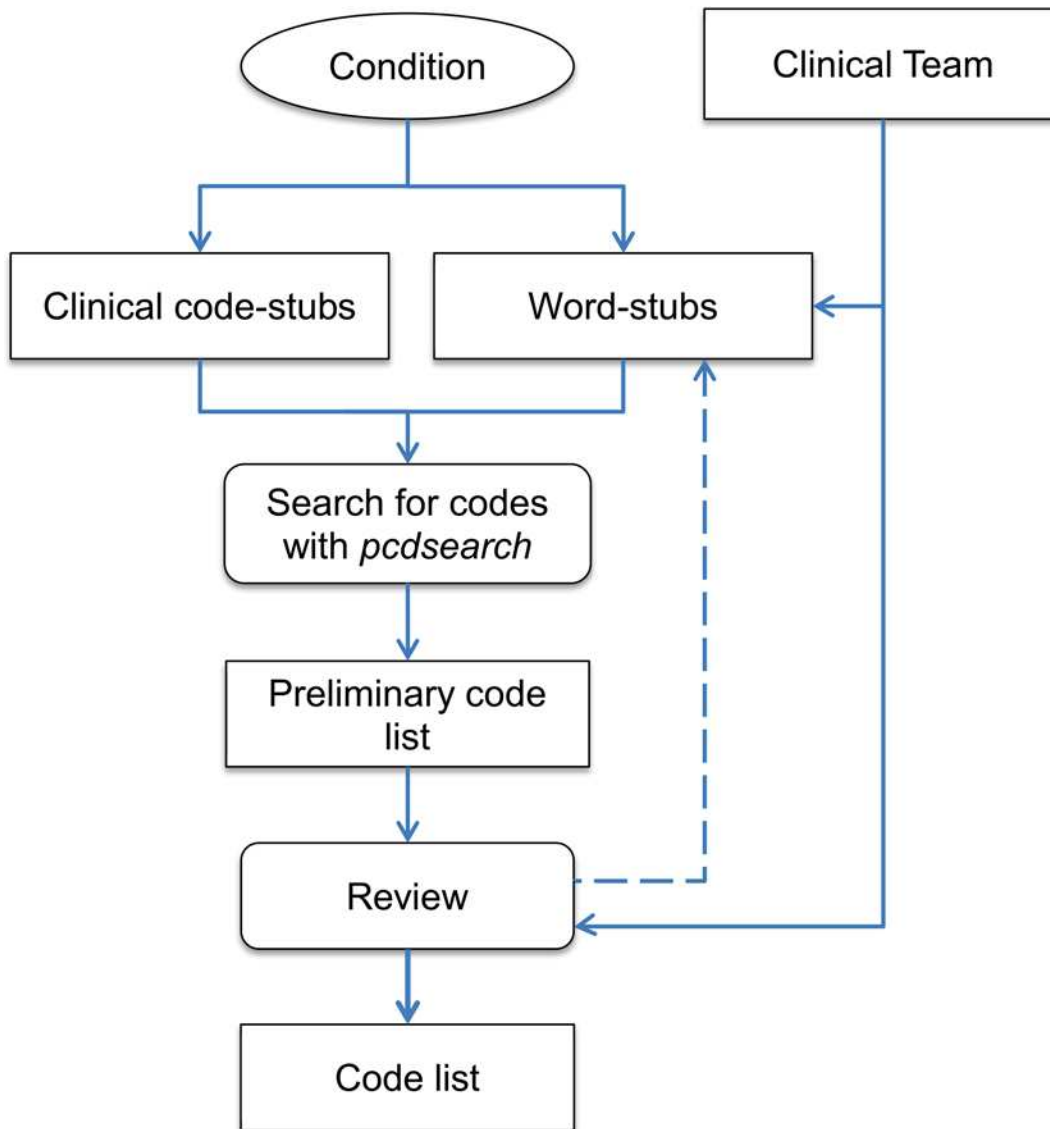 Condition
Clinical Team
Clinical code-stubs
Word-stubs
Search for codes
with pcdsearch
Preliminary code
list
Review
Code list